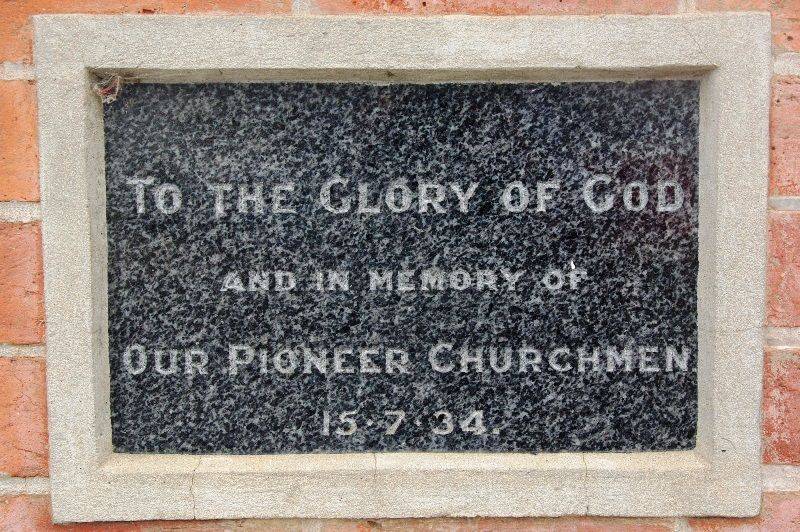 To the Glory of God
and in memory of
Our Pioneer Churchmen.
15·7·34.